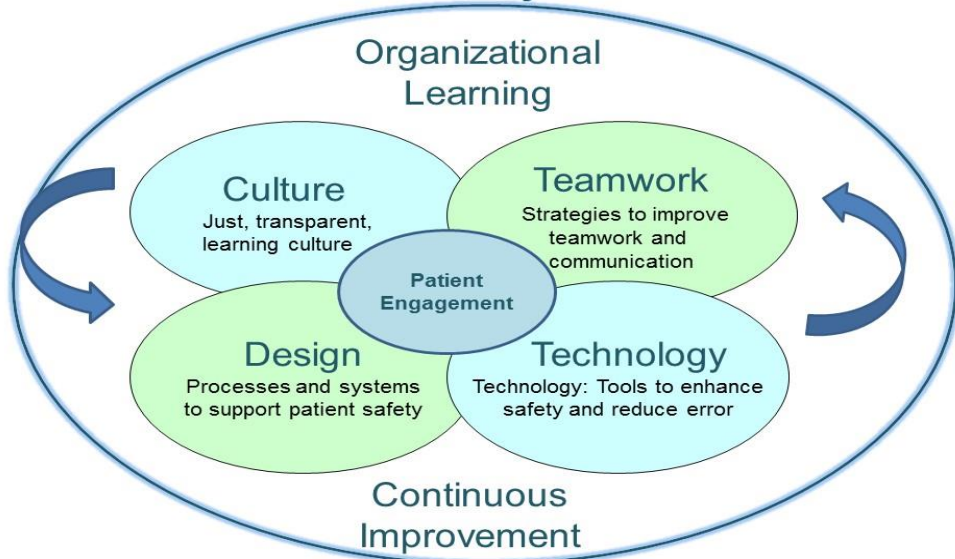 Organizational
Learning
Culture
Just, transparent,
learning culture
Teamwork
Strategies to improve
teamwork and
communication
Patient
Engagement
Design
Processes and systems
to support patient safety
Technology
Technology: Tools to enhance
safety and reduce error
Continuous
Improvement